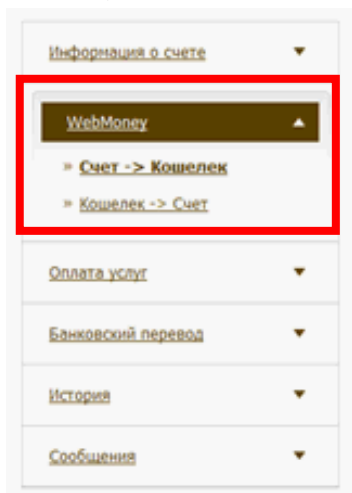 Информация о счете
WebMoney
» Счет -> Кошелек
» Кошелек -> Счет
Оплата услуг
Банковский перевод
История
Сообщения